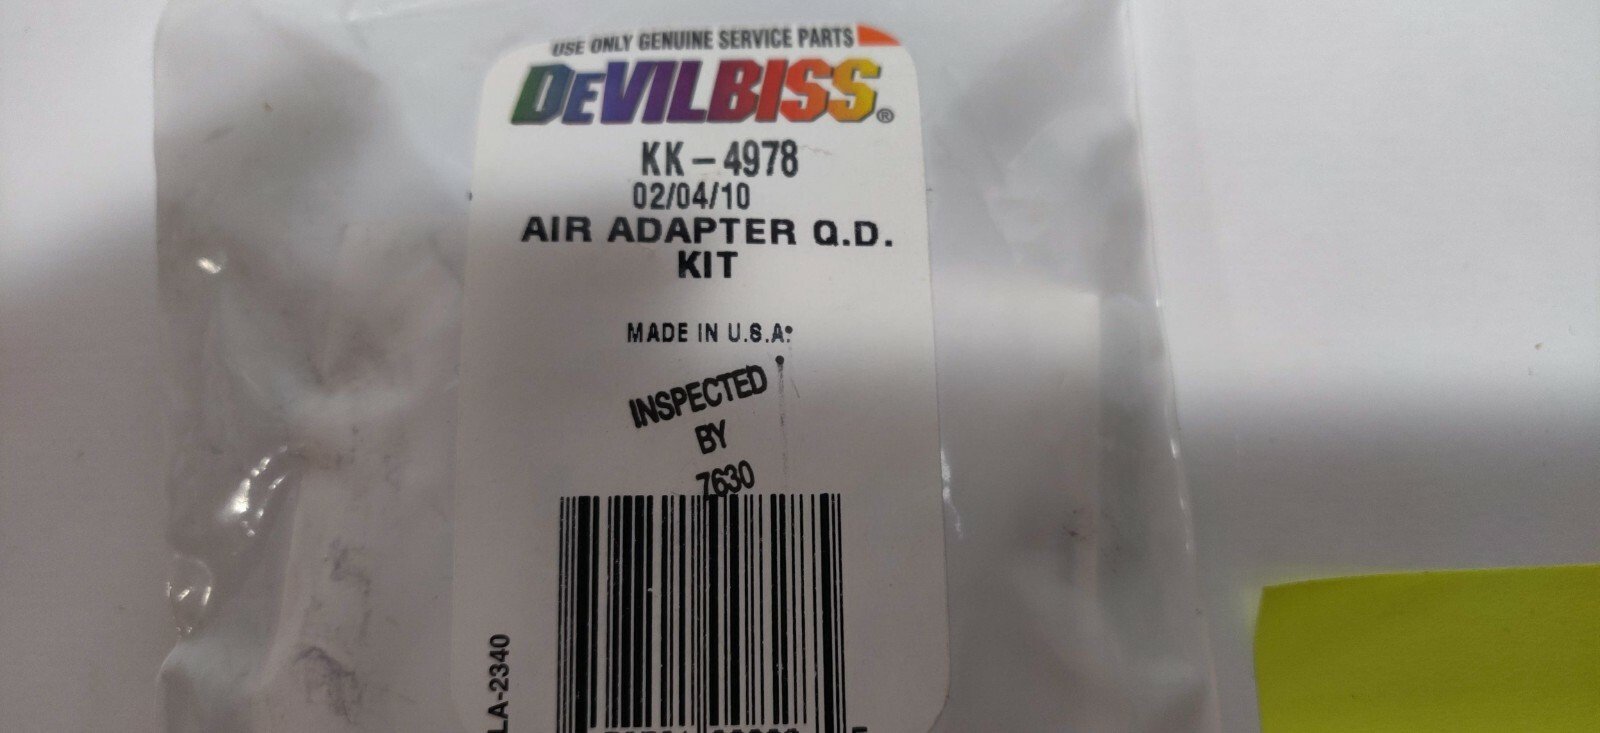 USE ONLY GENUINE SERVICE PARTS
DEVILBISS®
KK-4978
02/04/10
AIR ADAPTER Q.D.
KIT
MADE IN U.S.A.
INSPECTED
BY
7630
LA-2340